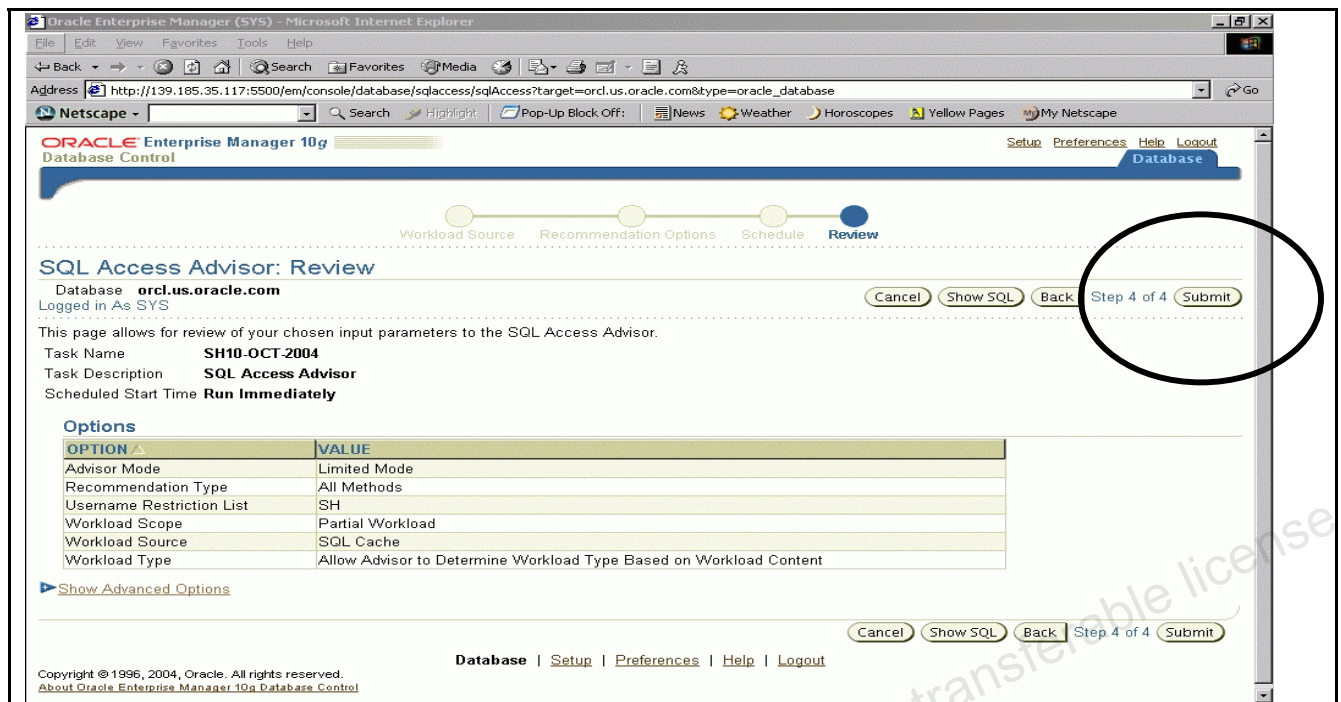 Oracle Enterprise Manager (SYS) - Microsoft Internet Explorer
File Edit View Favorites Tools Help
Back Search Favorites Media
Address http://139.185.35.117:5500/em/console/database/sqlaccess/sqlAccess?target=orcl.us.oracle.com&type=oracle_database Go
Netscape Search Highlight Pop-Up Block Off: News Weather Horoscopes Yellow Pages My Netscape
ORACLE Enterprise Manager 10g
Setup Preferences Help Logout
Database Control
Database
Workload Source Recommendation Options Schedule Review
SQL Access Advisor: Review
Database orcl.us.oracle.com
Logged in As SYS
Cancel Show SQL Back Step 4 of 4 Submit
This page allows for review of your chosen input parameters to the SQL Access Advisor.
Task Name SH10-OCT-2004
Task Description SQL Access Advisor
Scheduled Start Time Run Immediately
Options
OPTION VALUE
Advisor Mode Limited Mode
Recommendation Type All Methods
Username Restriction List SH
Workload Scope Partial Workload
Workload Source SQL Cache
Workload Type Allow Advisor to Determine Workload Type Based on Workload Content
Show Advanced Options
Cancel Show SQL Back Step 4 of 4 Submit
Database | Setup | Preferences | Help | Logout
Copyright © 1996, 2004, Oracle. All rights reserved.
About Oracle Enterprise Manager 10g Database Control
transferable license